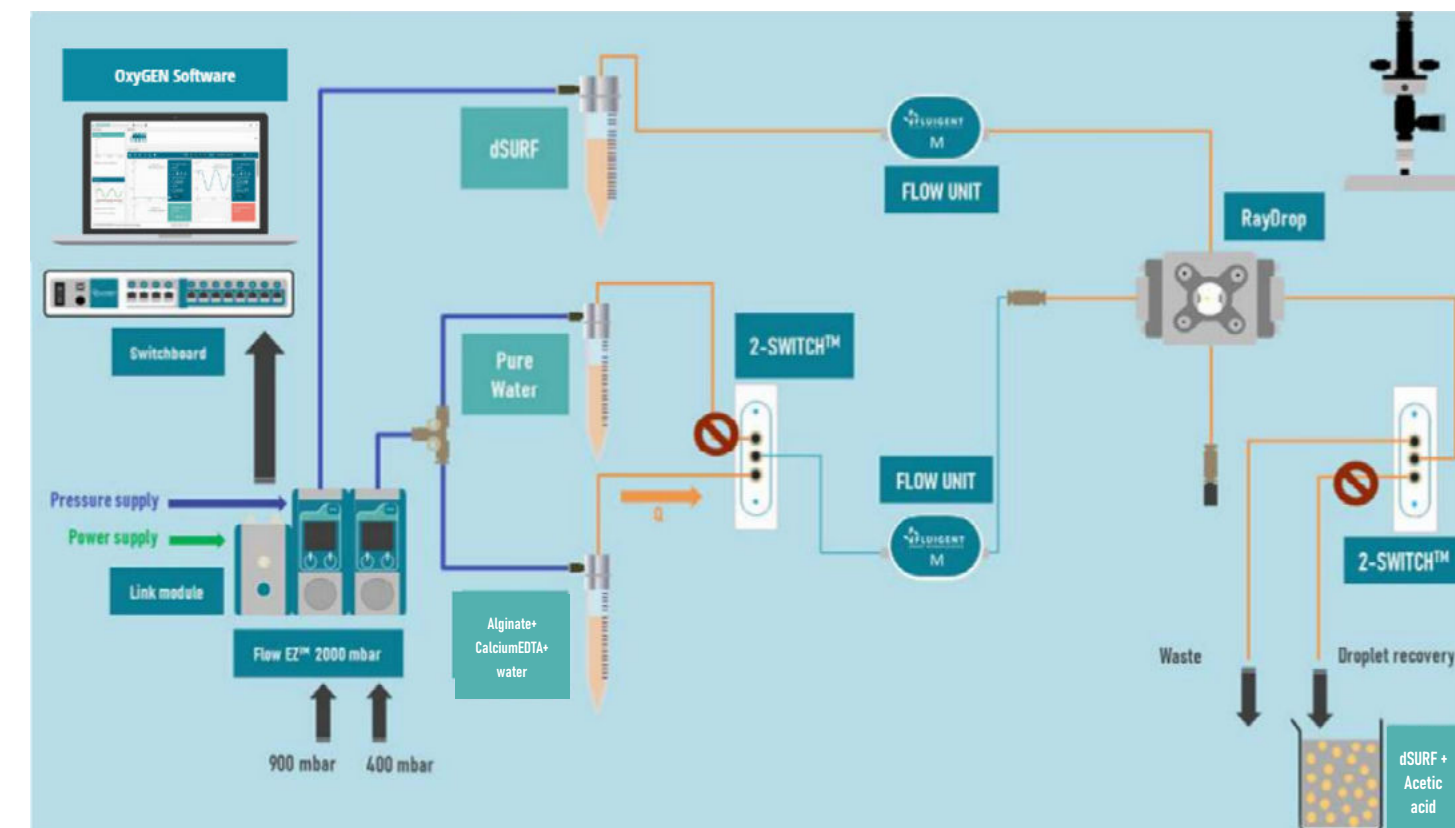 OxyGEN Software
dSURF
FLUIGENT
M
FLOW UNIT
RayDrop
Switchboard
Pure
Water
2-SWITCH™
Pressure supply
Power supply
Link module
Q
FLOW UNIT
FLUIGENT
M
2-SWITCH™
Alginate+
CalciumEDTA+
water
Flow EZ™ 2000 mbar
Waste
Droplet recovery
900 mbar
400 mbar
dSURF +
Acetic
acid